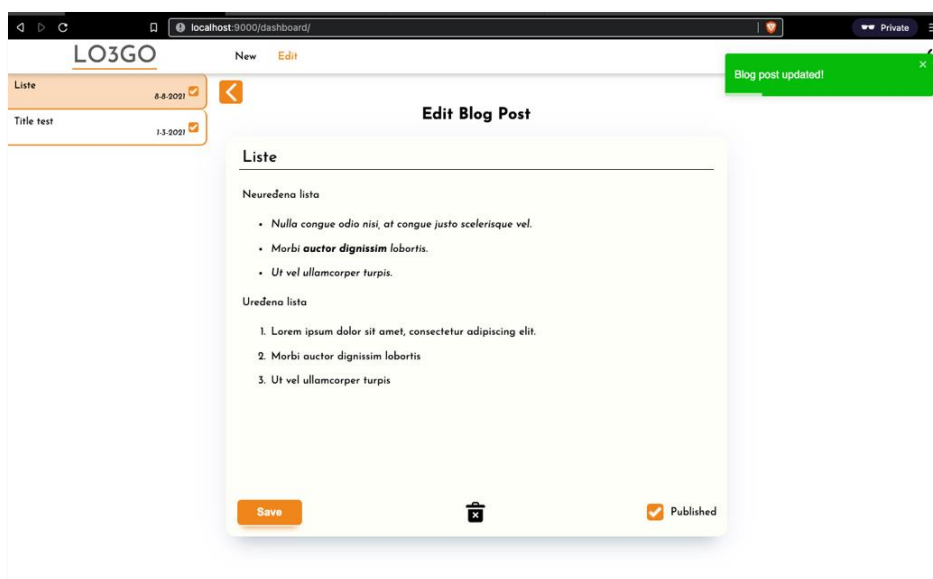 localhost:9000/dashboard/
Private
LO3GO
New Edit
Blog post updated!
Liste
8-8-2021
Title test
1-3-2021
Edit Blog Post
Liste
Neuređena lista
• Nulla congue odio nisi, at congue justo scelerisque vel.
• Morbi auctor dignissim lobortis.
• Ut vel ullamcorper turpis.
Uređena lista
1. Lorem ipsum dolor sit amet, consectetur adipiscing elit.
2. Morbi auctor dignissim lobortis
3. Ut vel ullamcorper turpis
Save
Published